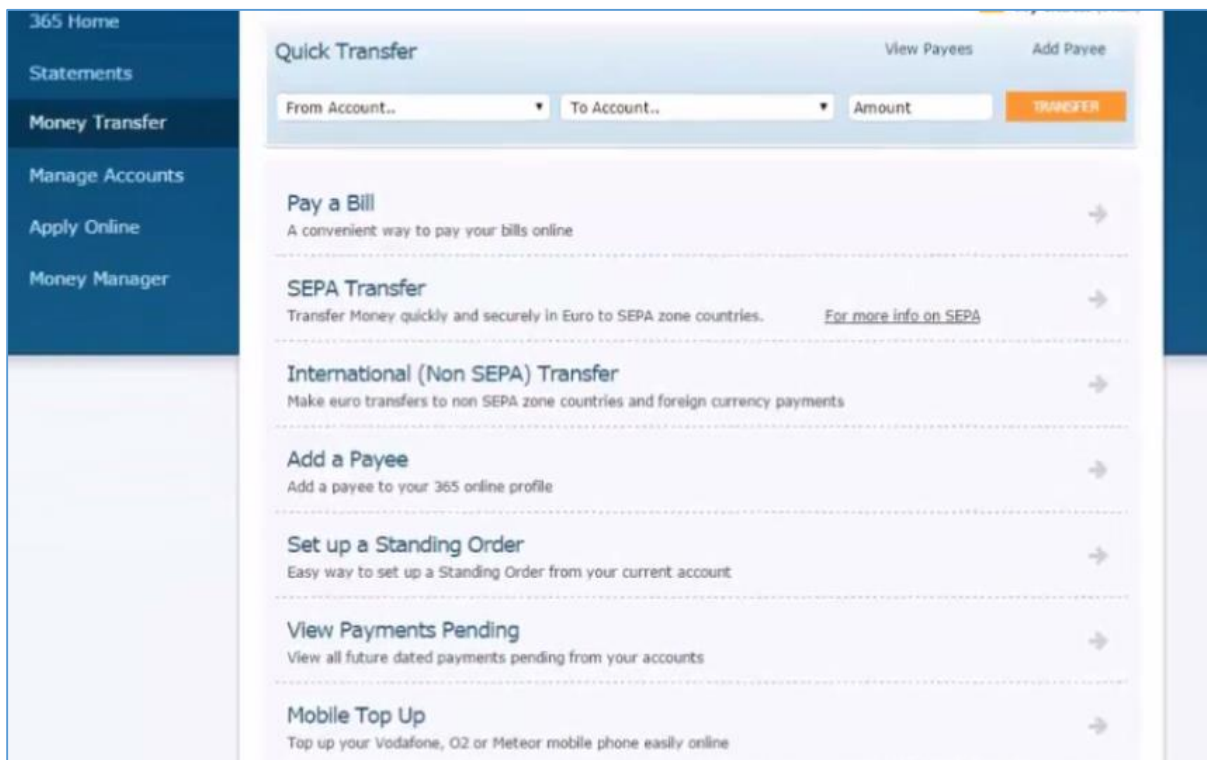 365 Home
Statements
Money Transfer
Manage Accounts
Apply Online
Money Manager
Quick Transfer
View Payees
Add Payee
From Account..
To Account..
Amount
TRANSFER
Pay a Bill
A convenient way to pay your bills online
SEPA Transfer
Transfer Money quickly and securely in Euro to SEPA zone countries.
For more info on SEPA
International (Non SEPA) Transfer
Make euro transfers to non SEPA zone countries and foreign currency payments
Add a Payee
Add a payee to your 365 online profile
Set up a Standing Order
Easy way to set up a Standing Order from your current account
View Payments Pending
View all future dated payments pending from your accounts
Mobile Top Up
Top up your Vodafone, O2 or Meteor mobile phone easily online